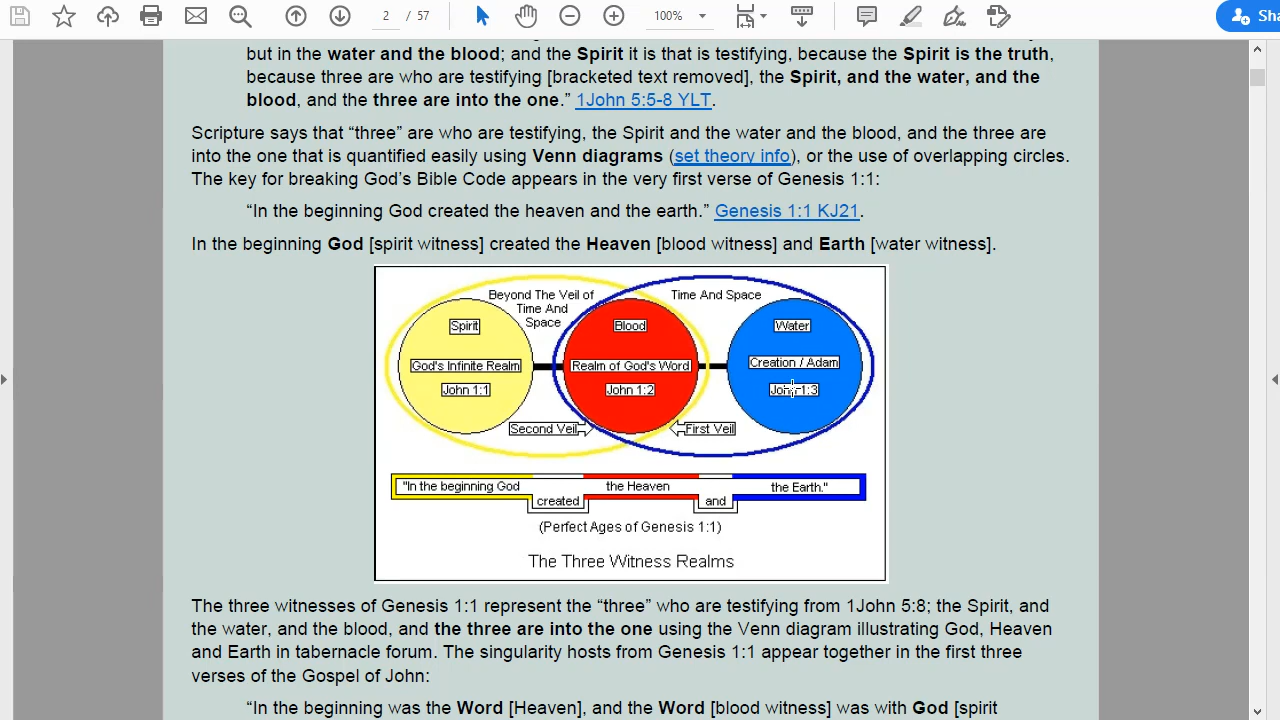 2 / 57 100% Sha
but in the water and the blood; and the Spirit it is that is testifying, because the Spirit is the truth,
because three are who are testifying [bracketed text removed], the Spirit, and the water, and the
blood, and the three are into the one.” 1John 5:5-8 YLT.
Scripture says that “three” are who are testifying, the Spirit and the water and the blood, and the three are
into the one that is quantified easily using Venn diagrams (set theory info), or the use of overlapping circles.
The key for breaking God’s Bible Code appears in the very first verse of Genesis 1:1:
“In the beginning God created the heaven and the earth.” Genesis 1:1 KJ21.
In the beginning God [spirit witness] created the Heaven [blood witness] and Earth [water witness].
Beyond The Veil of Time And Space
Time And Space
Spirit
Blood
Water
God's Infinite Realm
Realm of God's Word
Creation / Adam
John 1:1
John 1:2
John 1:3
Second Veil
First Veil
"In the beginning God
created
the Heaven
and
the Earth."
(Perfect Ages of Genesis 1:1)
The Three Witness Realms
The three witnesses of Genesis 1:1 represent the “three” who are testifying from 1John 5:8; the Spirit, and
the water, and the blood, and the three are into the one using the Venn diagram illustrating God, Heaven
and Earth in tabernacle forum. The singularity hosts from Genesis 1:1 appear together in the first three
verses of the Gospel of John:
“In the beginning was the Word [Heaven], and the Word [blood witness] was with God [spirit